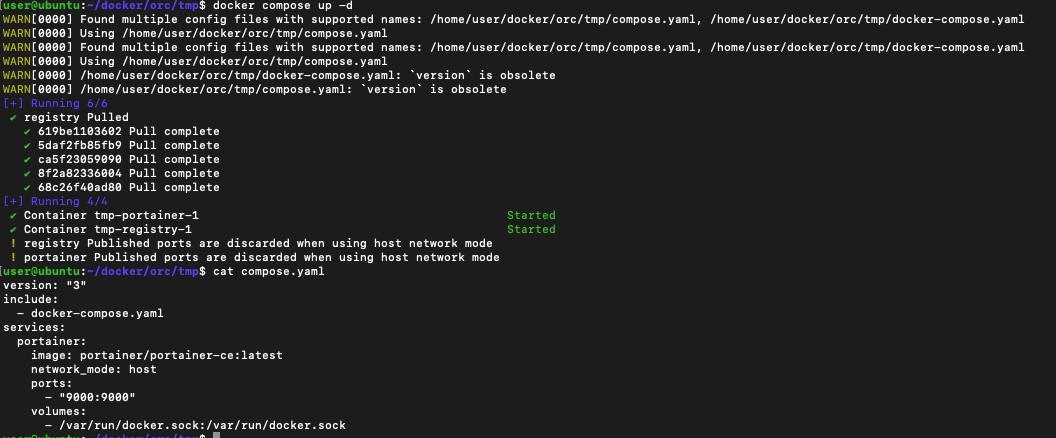 [user@ubuntu:~/docker/orc/tmp$ docker compose up -d
WARN[0000] Found multiple config files with supported names: /home/user/docker/orc/tmp/compose.yaml, /home/user/docker/orc/tmp/docker-compose.yaml
WARN[0000] Using /home/user/docker/orc/tmp/compose.yaml
WARN[0000] Found multiple config files with supported names: /home/user/docker/orc/tmp/compose.yaml, /home/user/docker/orc/tmp/docker-compose.yaml
WARN[0000] Using /home/user/docker/orc/tmp/compose.yaml
WARN[0000] /home/user/docker/orc/tmp/docker-compose.yaml: `version` is obsolete
WARN[0000] /home/user/docker/orc/tmp/compose.yaml: `version` is obsolete
[+] Running 6/6
 ✔ registry Pulled
   ✔ 619be1103602 Pull complete
   ✔ 5daf2fb85fb9 Pull complete
   ✔ ca5f23059090 Pull complete
   ✔ 8f2a82336004 Pull complete
   ✔ 68c26f40ad80 Pull complete
[+] Running 4/4
 ✔ Container tmp-portainer-1 Started
 ✔ Container tmp-registry-1 Started
 ! registry Published ports are discarded when using host network mode
 ! portainer Published ports are discarded when using host network mode
[user@ubuntu:~/docker/orc/tmp$ cat compose.yaml
version: "3"
include:
  - docker-compose.yaml
services:
  portainer:
    image: portainer/portainer-ce:latest
    network_mode: host
    ports:
      - "9000:9000"
    volumes:
      - /var/run/docker.sock:/var/run/docker.sock
user@ubuntu:~/docker/orc/tmp$